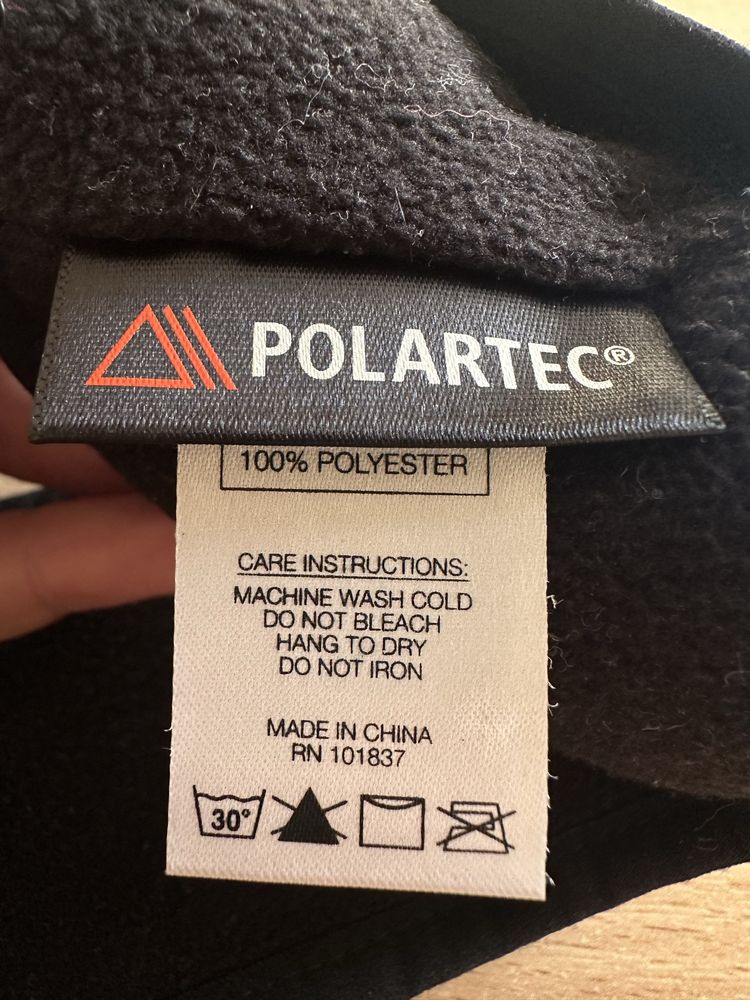 POLARTEC®
100% POLYESTER
CARE INSTRUCTIONS:
MACHINE WASH COLD
DO NOT BLEACH
HANG TO DRY
DO NOT IRON
MADE IN CHINA
RN 101837
30°